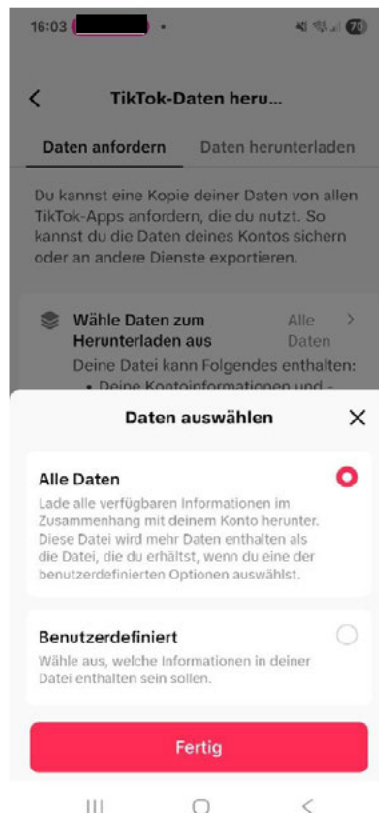 16:03
70
TikTok-Daten heru...
Daten anfordern Daten herunterladen
Du kannst eine Kopie deiner Daten von allen
TikTok-Apps anfordern, die du nutzt. So
kannst du die Daten deines Kontos sichern
oder an andere Dienste exportieren.
Wähle Daten zum Alle
Herunterladen aus Daten
Deine Datei kann Folgendes enthalten:
• Deine Kontoinformationen und -
Daten auswählen
Alle Daten
Lade alle verfügbaren Informationen im
Zusammenhang mit deinem Konto herunter.
Diese Datei wird mehr Daten enthalten als
die Datei, die du erhältst, wenn du eine der
benutzerdefinierten Optionen auswählst.
Benutzerdefiniert
Wähle aus, welche Informationen in deiner
Datei enthalten sein sollen.
Fertig